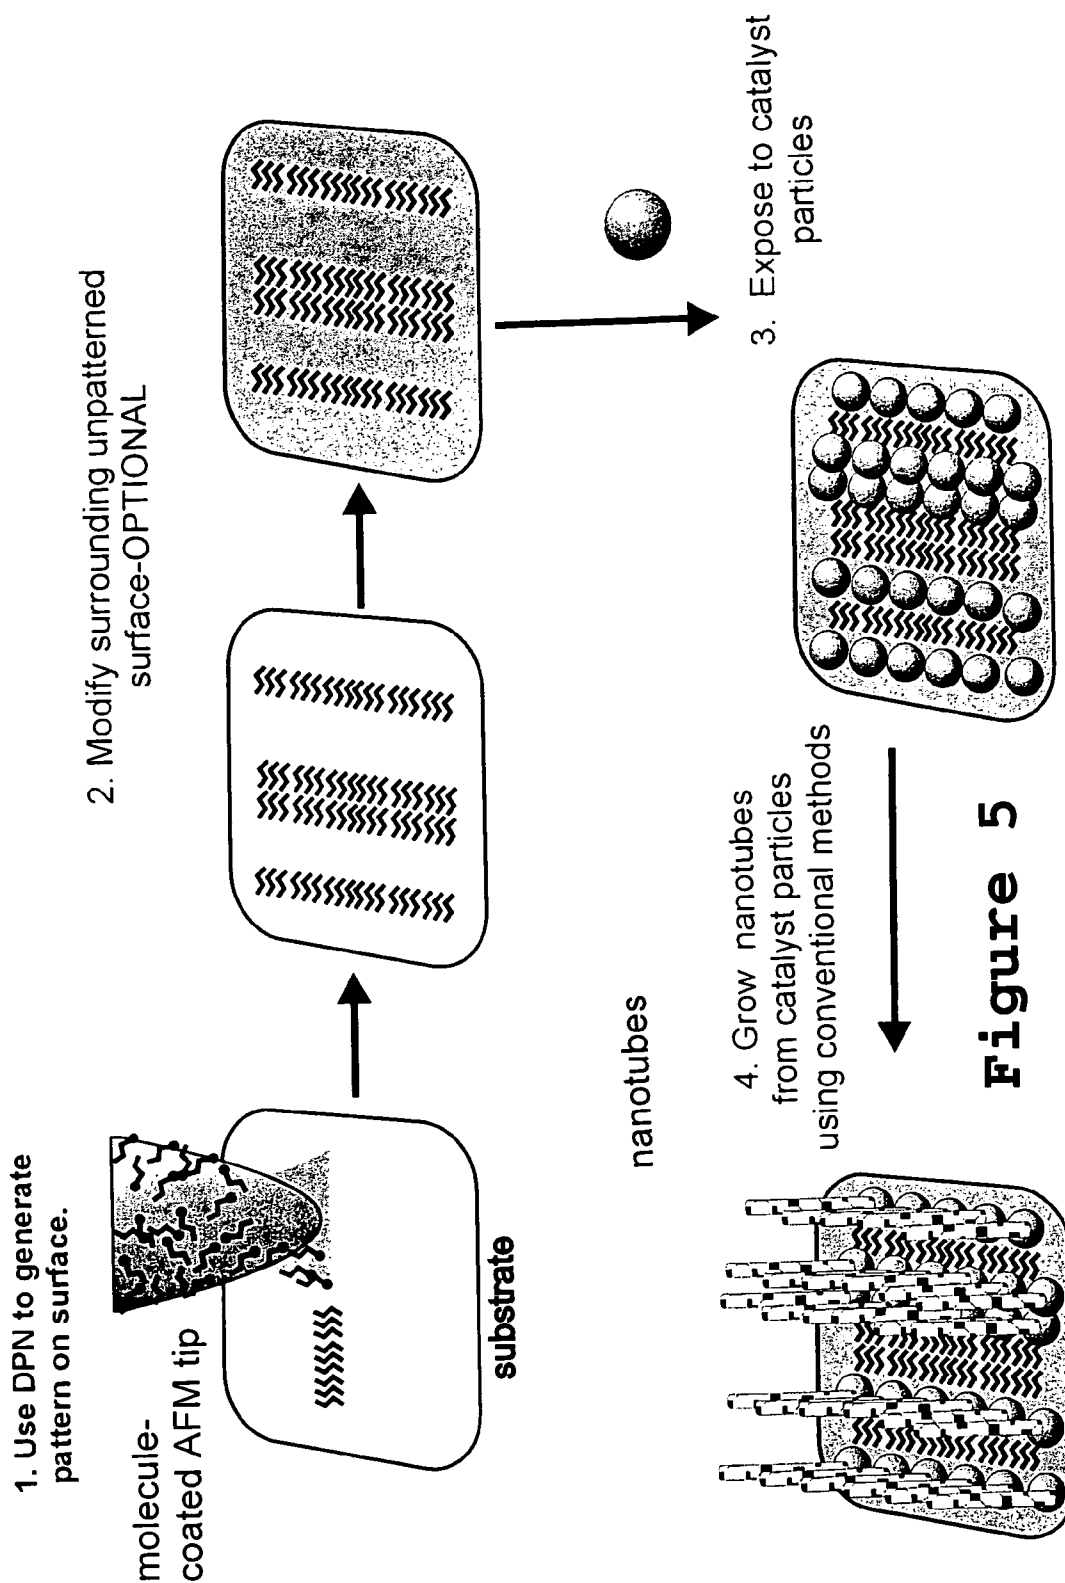 1. Use DPN to generate
pattern on surface.
molecule-
coated AFM tip
substrate
2. Modify surrounding unpatterned
surface-OPTIONAL
3. Expose to catalyst
particles
4. Grow nanotubes
from catalyst particles
using conventional methods
nanotubes
Figure 5